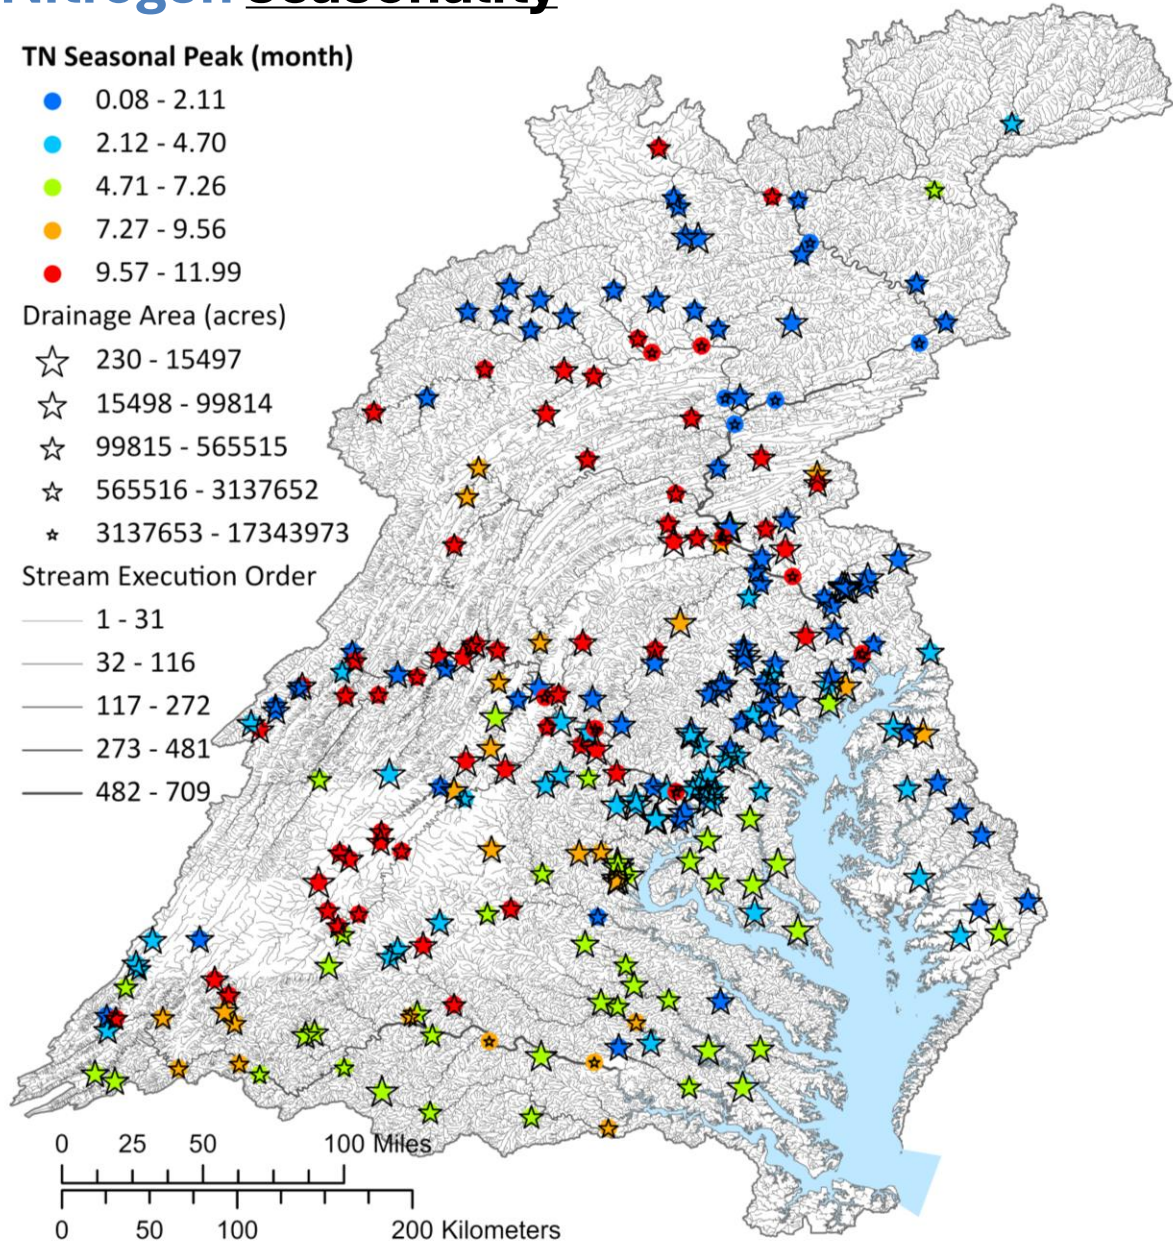 Nitrogen Seasonality
TN Seasonal Peak (month)
0.08 - 2.11
2.12 - 4.70
4.71 - 7.26
7.27 - 9.56
9.57 - 11.99
Drainage Area (acres)
230 - 15497
15498 - 99814
99815 - 565515
565516 - 3137652
3137653 - 17343973
Stream Execution Order
1 - 31
32 - 116
117 - 272
273 - 481
482 - 709
0 25 50 100 Miles
0 50 100 200 Kilometers